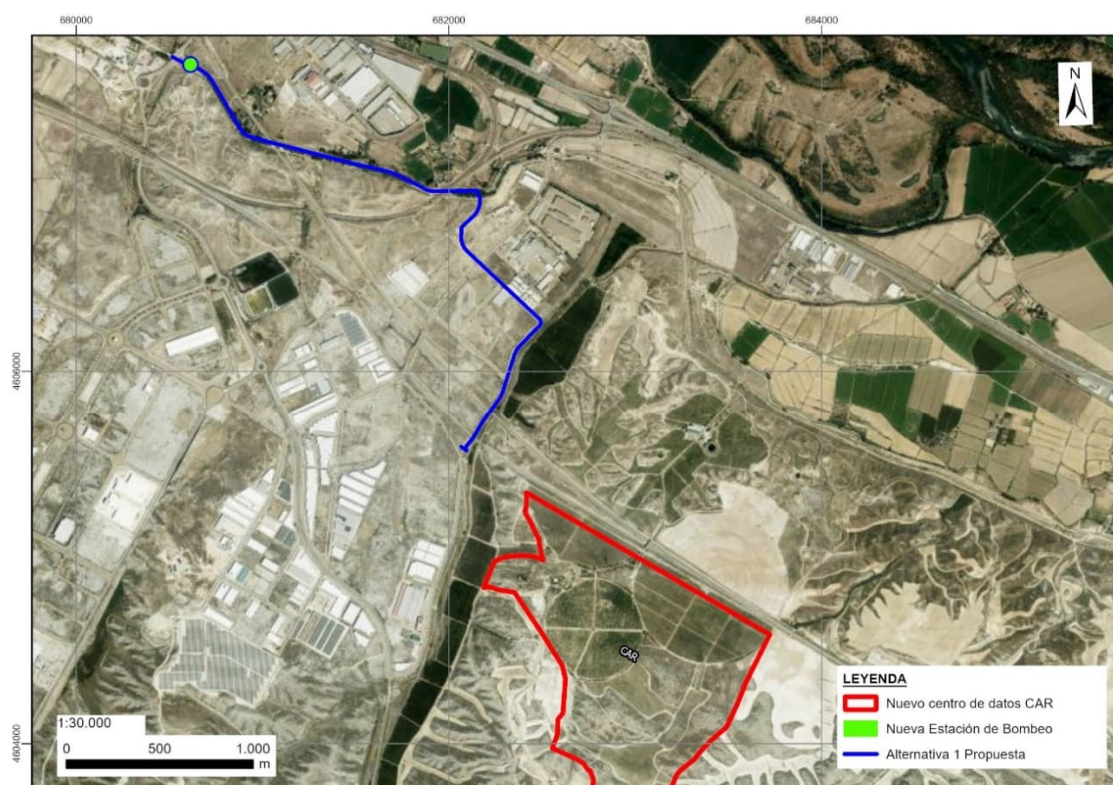 680000
682000
684000
N
4606000
CAR
4604000
1:30.000
0 500 1.000
m
LEYENDA
Nuevo centro de datos CAR
Nueva Estación de Bombeo
Alternativa 1 Propuesta